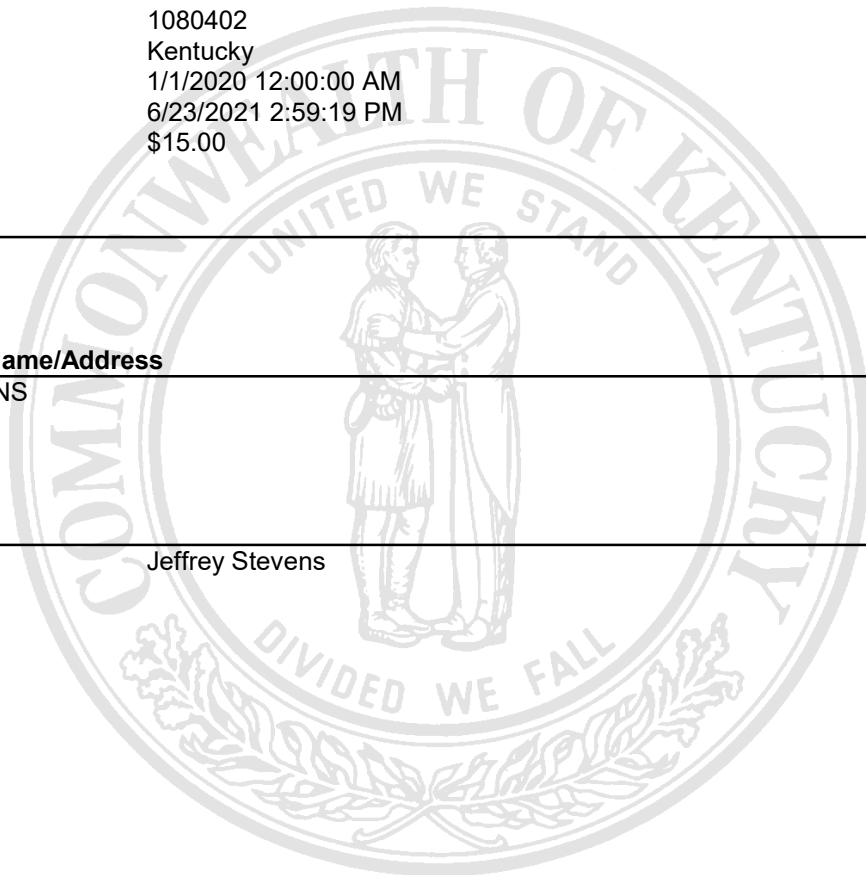 1080402
Kentucky
1/1/2020 12:00:00 AM
6/23/2021 2:59:19 PM
$15.00
COMMONWEALTH OF KENTUCKY
UNITED WE STAND
ame/Address
NS
Jeffrey Stevens
DIVIDED WE FALL